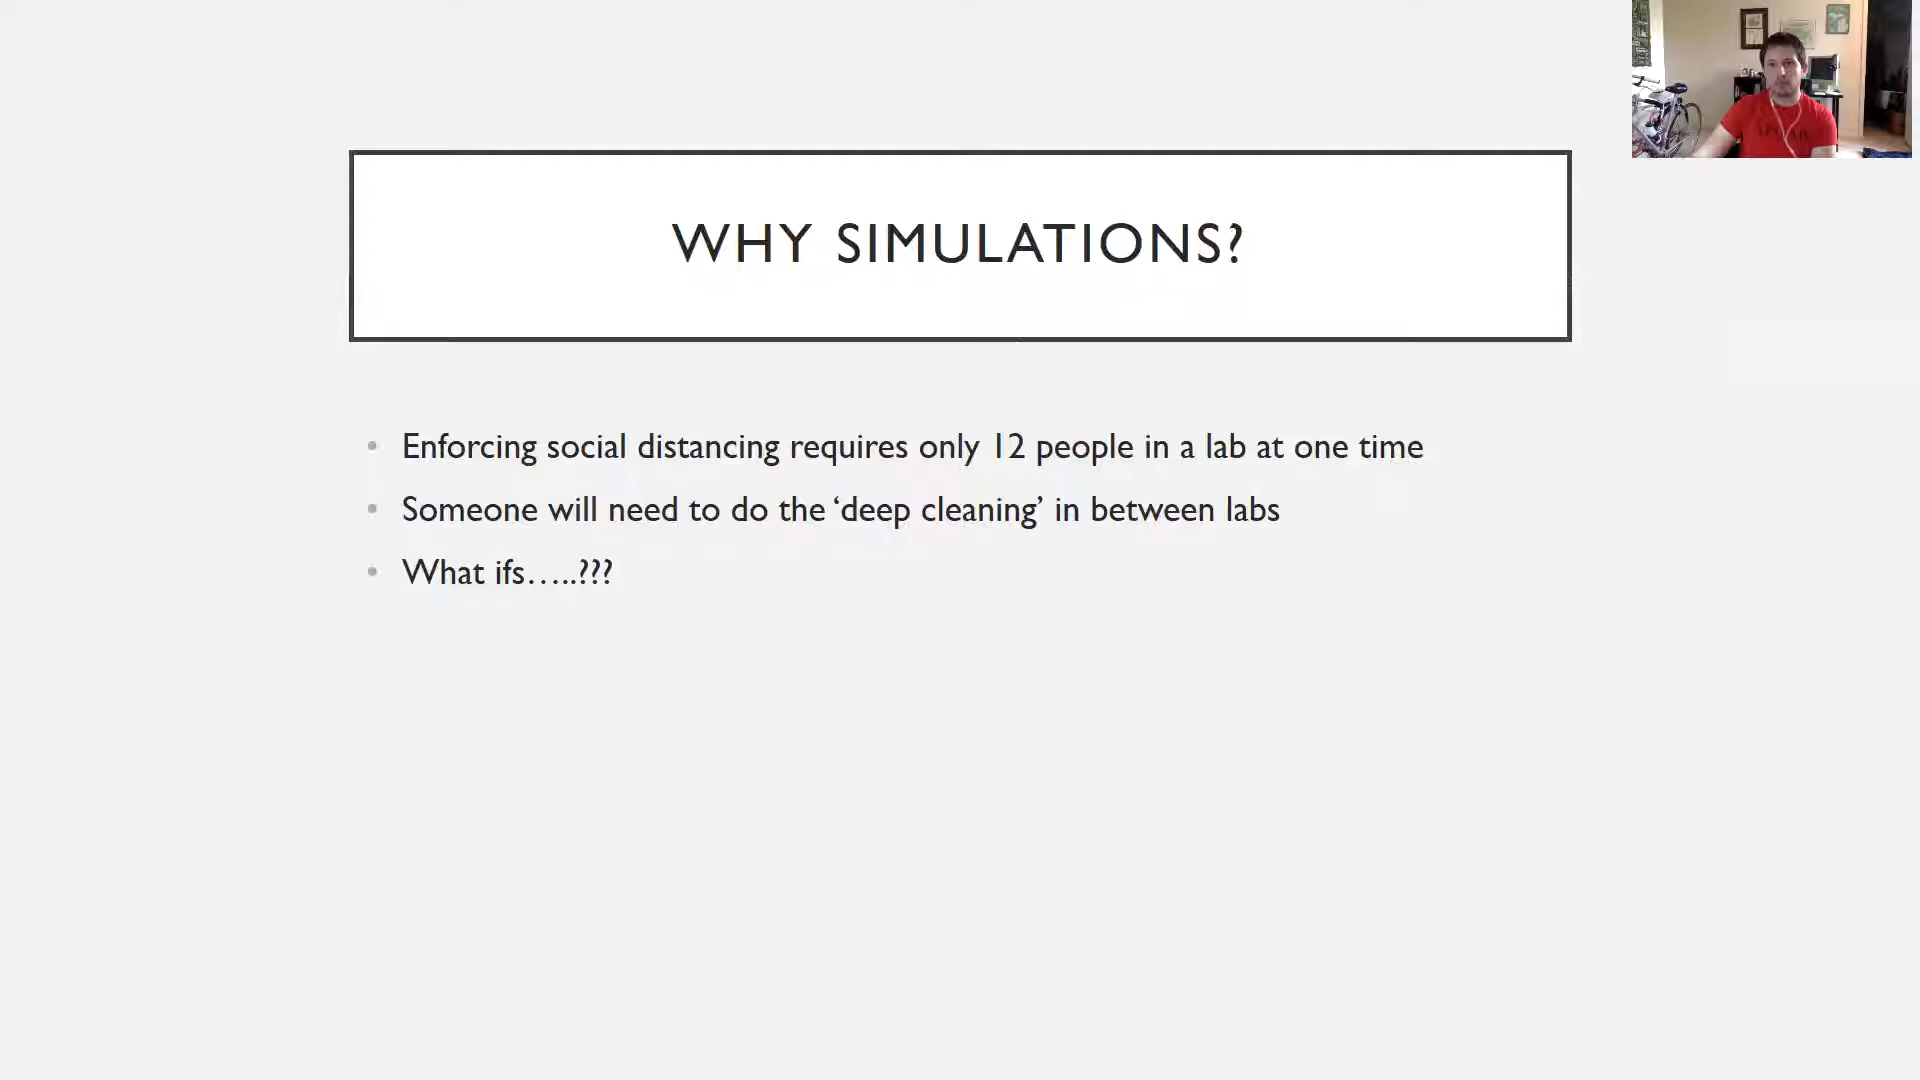 WHY SIMULATIONS?
• Enforcing social distancing requires only 12 people in a lab at one time
• Someone will need to do the ‘deep cleaning’ in between labs
• What ifs…..???